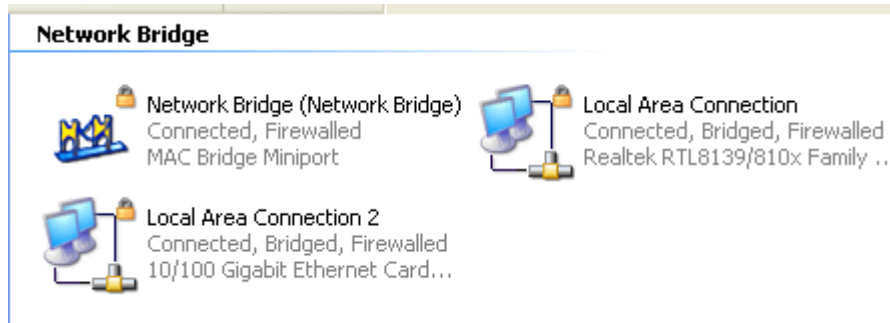 Network Bridge
Network Bridge (Network Bridge)
Connected, Firewalled
MAC Bridge Miniport
Local Area Connection
Connected, Bridged, Firewalled
Realtek RTL8139/810x Family ...
Local Area Connection 2
Connected, Bridged, Firewalled
10/100 Gigabit Ethernet Card...